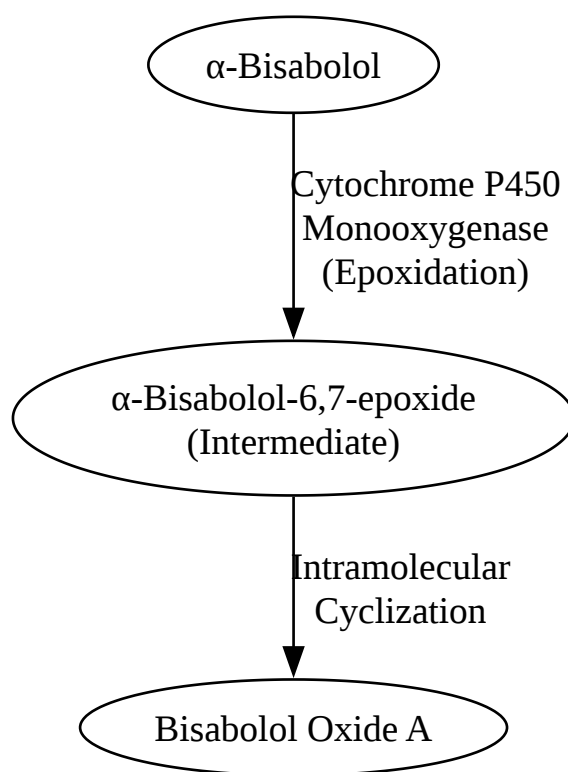 α-Bisabolol
Cytochrome P450
Monooxygenase
(Epoxidation)
α-Bisabolol-6,7-epoxide
(Intermediate)
Intramolecular
Cyclization
Bisabolol Oxide A